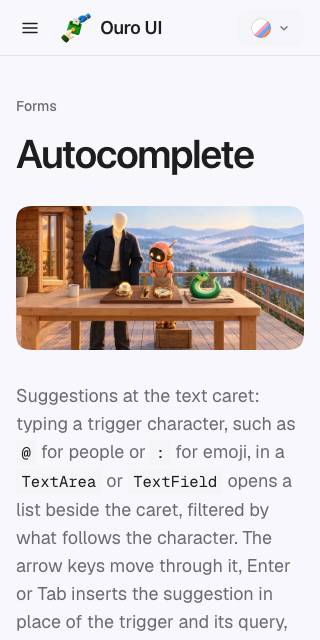 Ouro UI
Forms
Autocomplete
Suggestions at the text caret:
typing a trigger character, such as
@ for people or : for emoji, in a
TextArea or TextField opens a
list beside the caret, filtered by
what follows the character. The
arrow keys move through it, Enter
or Tab inserts the suggestion in
place of the trigger and its query,